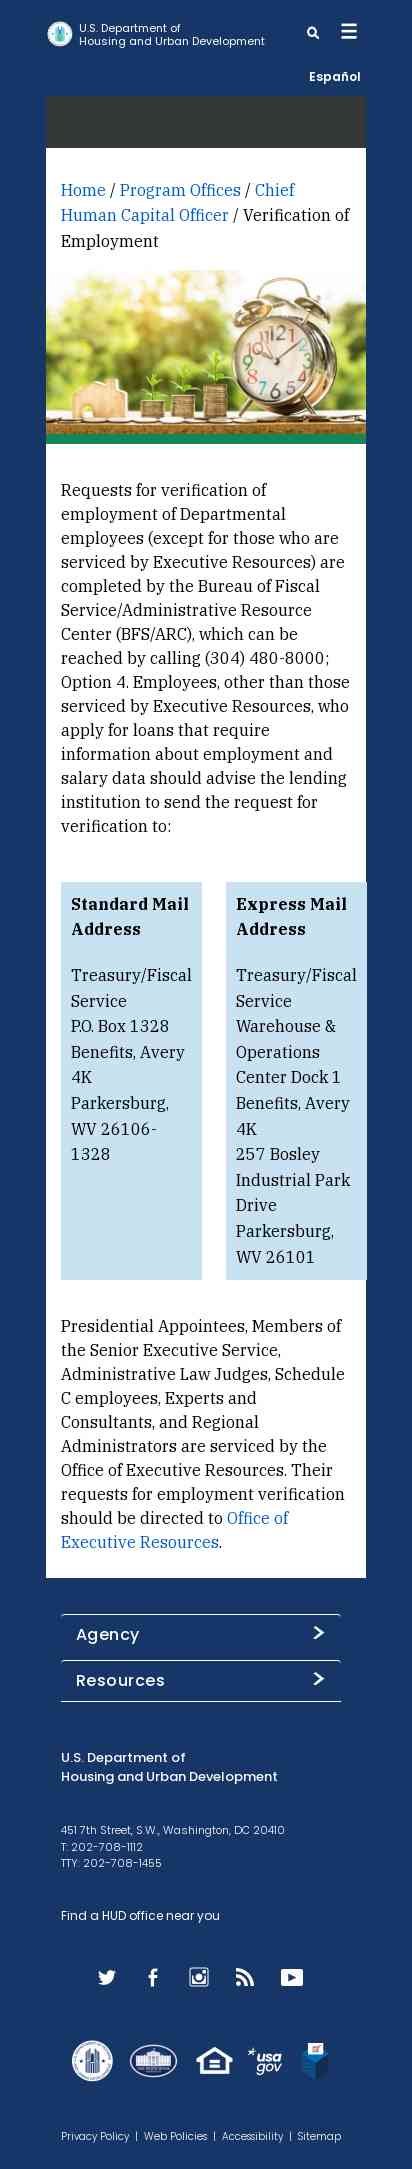 U.S. Department of
Housing and Urban Development
Español
Home / Program Offices / Chief
Human Capital Officer / Verification of
Employment
Requests for verification of
employment of Departmental
employees (except for those who are
serviced by Executive Resources) are
completed by the Bureau of Fiscal
Service/Administrative Resource
Center (BFS/ARC), which can be
reached by calling (304) 480-8000;
Option 4. Employees, other than those
serviced by Executive Resources, who
apply for loans that require
information about employment and
salary data should advise the lending
institution to send the request for
verification to:
Standard Mail
Address
Treasury/Fiscal
Service
P.O. Box 1328
Benefits, Avery
4K
Parkersburg,
WV 26106-
1328
Express Mail
Address
Treasury/Fiscal
Service
Warehouse &
Operations
Center Dock 1
Benefits, Avery
4K
257 Bosley
Industrial Park
Drive
Parkersburg,
WV 26101
Presidential Appointees, Members of
the Senior Executive Service,
Administrative Law Judges, Schedule
C employees, Experts and
Consultants, and Regional
Administrators are serviced by the
Office of Executive Resources. Their
requests for employment verification
should be directed to Office of
Executive Resources.
Agency
Resources
U.S. Department of
Housing and Urban Development
451 7th Street, S.W., Washington, DC 20410
T: 202-708-1112
TTY: 202-708-1455
Find a HUD office near you
usa
gov
Privacy Policy | Web Policies | Accessibility | Sitemap